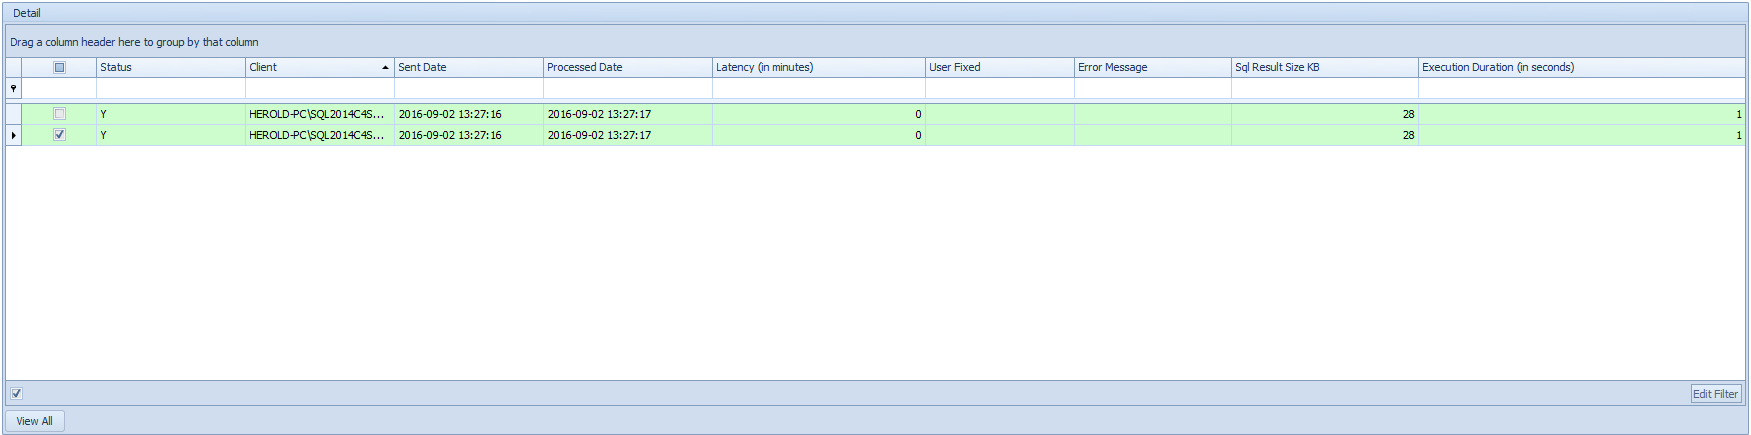 Detail
Drag a column header here to group by that column
Status Client Sent Date Processed Date Latency (in minutes) User Fixed Error Message Sql Result Size KB Execution Duration (in seconds)
Y HEROLD-PC\SQL2014C4S... 2016-09-02 13:27:16 2016-09-02 13:27:17 0 28 1
Y HEROLD-PC\SQL2014C4S... 2016-09-02 13:27:16 2016-09-02 13:27:17 0 28 1
Edit Filter
View All